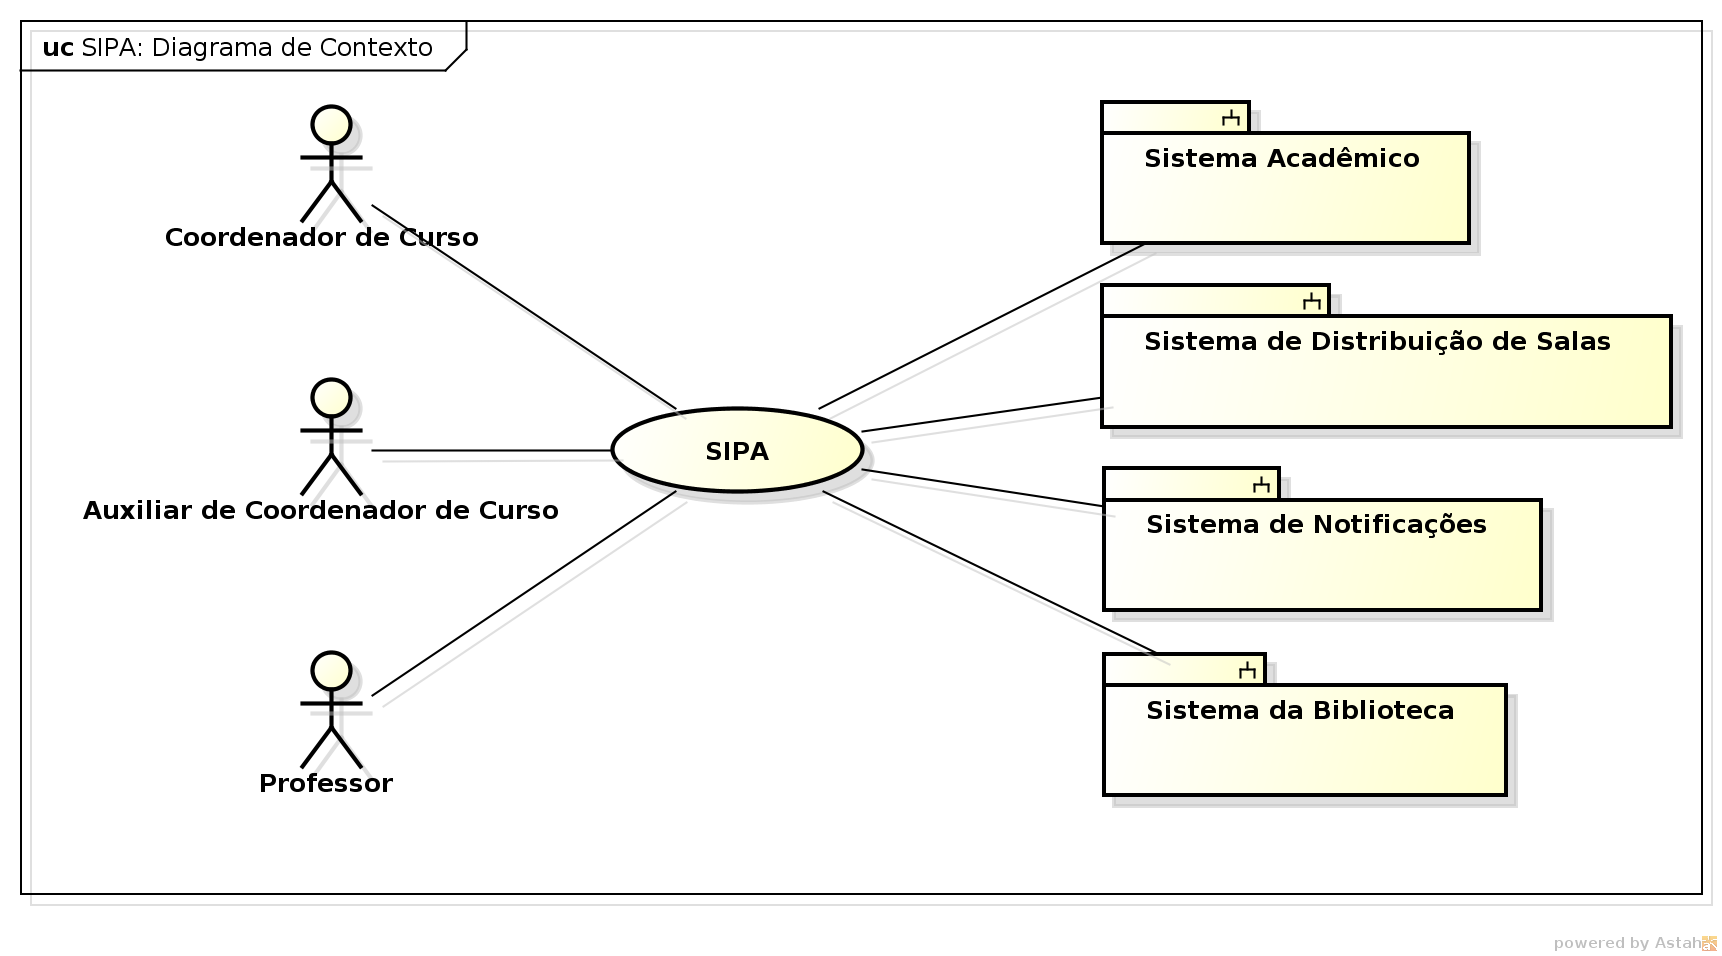 uc SIPA: Diagrama de Contexto
Coordenador de Curso
Auxiliar de Coordenador de Curso
Professor
SIPA
Sistema Acadêmico
Sistema de Distribuição de Salas
Sistema de Notificações
Sistema da Biblioteca
powered by Astah